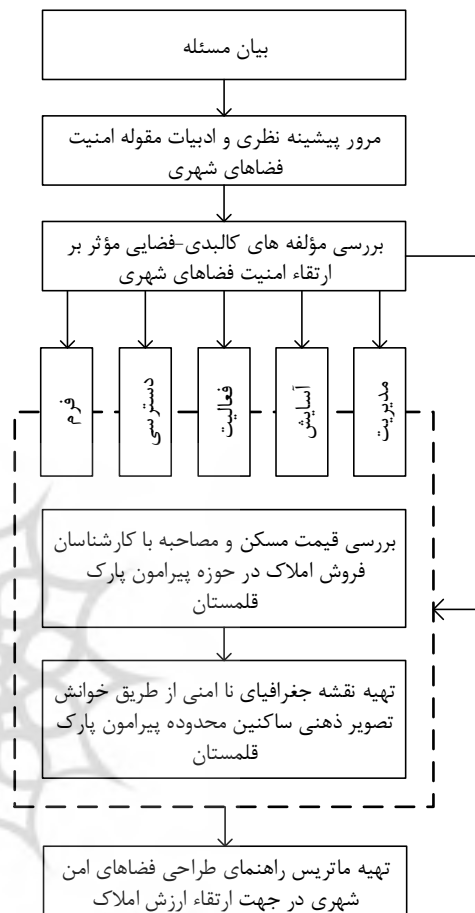 بیان مسئله
مرور پیشینه نظری و ادبیات مقوله امنیت
فضاهای شهری
بررسی مؤلفه های کالبدی-فضایی مؤثر بر
ارتقاء امنیت فضاهای شهری
مدیریت
آسایش
فعالیت
دسترسی
فرم
بررسی قیمت مسکن و مصاحبه با کارشناسان
فروش املاک در حوزه پیرامون پارک
قلمستان
تهیه نقشه جغرافیای نا امنی از طریق خوانش
تصویر ذهنی ساکنین محدوده پیرامون پارک
قلمستان
تهیه ماتریس راهنمای طراحی فضاهای امن
شهری در جهت ارتقاء ارزش املاک